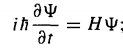 iħ ∂Ψ/∂t = HΨ;